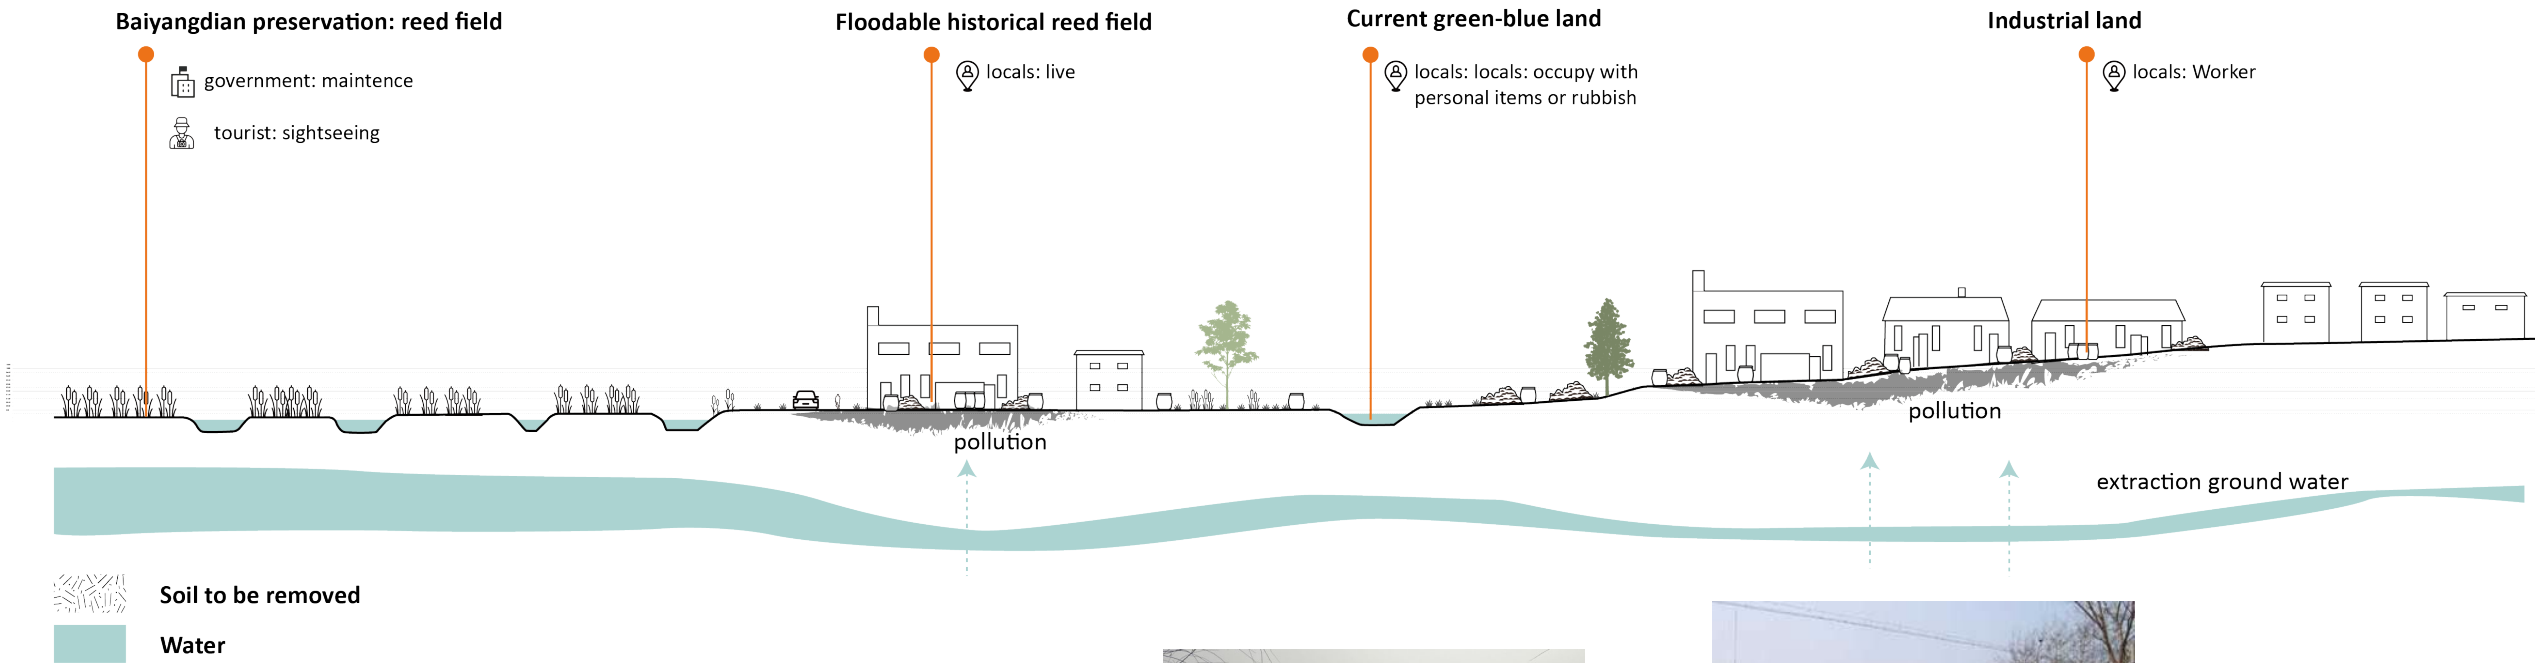 Baiyangdian preservation: reed field
government: maintence
tourist: sightseeing
Floodable historical reed field
locals: live
Current green-blue land
locals: locals: occupy with
personal items or rubbish
Industrial land
locals: Worker
pollution
pollution
extraction ground water
Soil to be removed
Water